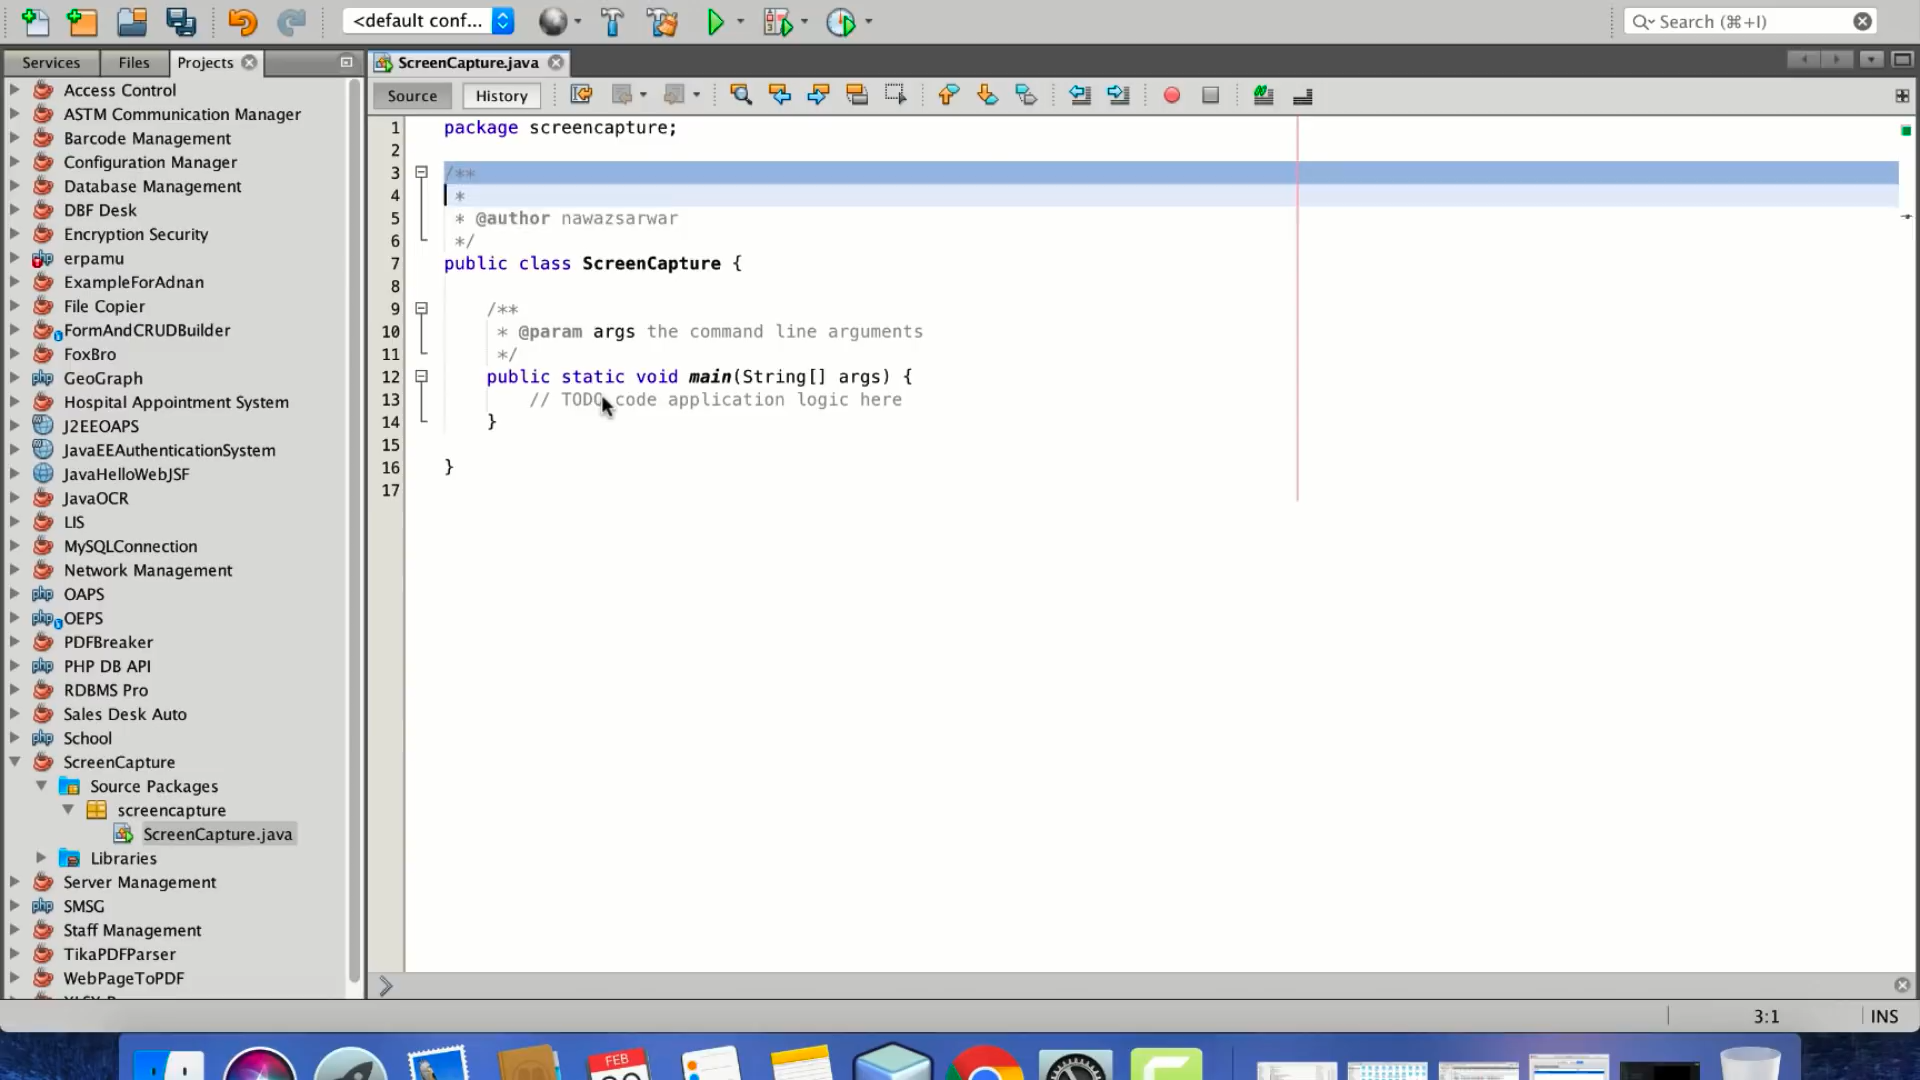 <default conf...
Search (⌘+I)
Services
Files
Projects
ScreenCapture.java
Source
History
Access Control
ASTM Communication Manager
Barcode Management
Configuration Manager
Database Management
DBF Desk
Encryption Security
erpamu
ExampleForAdnan
File Copier
FormAndCRUDBuilder
FoxBro
GeoGraph
Hospital Appointment System
J2EEOAPS
JavaEEAuthenticationSystem
JavaHelloWebJSF
JavaOCR
LIS
MySQLConnection
Network Management
OAPS
OEPS
PDFBreaker
PHP DB API
RDBMS Pro
Sales Desk Auto
School
ScreenCapture
Source Packages
screencapture
ScreenCapture.java
Libraries
Server Management
SMSG
Staff Management
TikaPDFParser
WebPageToPDF
1 package screencapture;
2
3 /**
4 *
5 * @author nawazsarwar
6 */
7 public class ScreenCapture {
8
9 /**
10 * @param args the command line arguments
11 */
12 public static void main(String[] args) {
13 // TODO code application logic here
14 }
15
16 }
17
3:1
INS
FEB